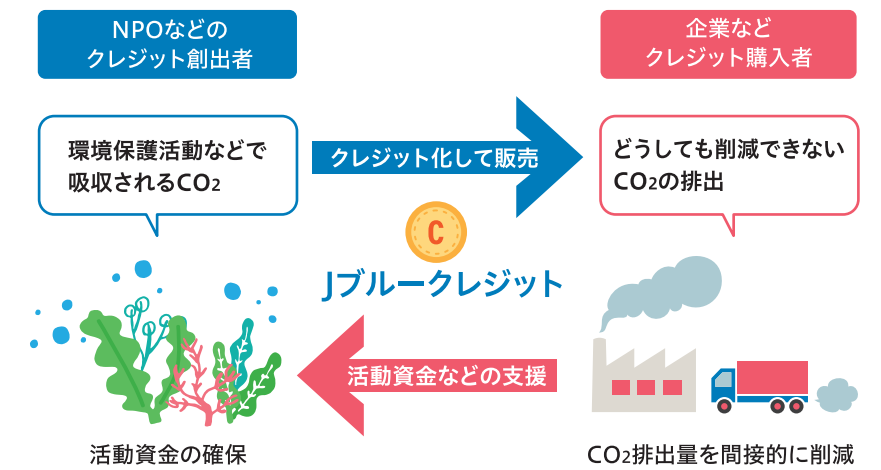 NPOなどの
クレジット創出者
企業など
クレジット購入者
環境保護活動などで
吸収されるCO2
クレジット化して販売
どうしても削減できない
CO2の排出
C
Jブルークレジット
活動資金などの支援
活動資金の確保
CO2排出量を間接的に削減